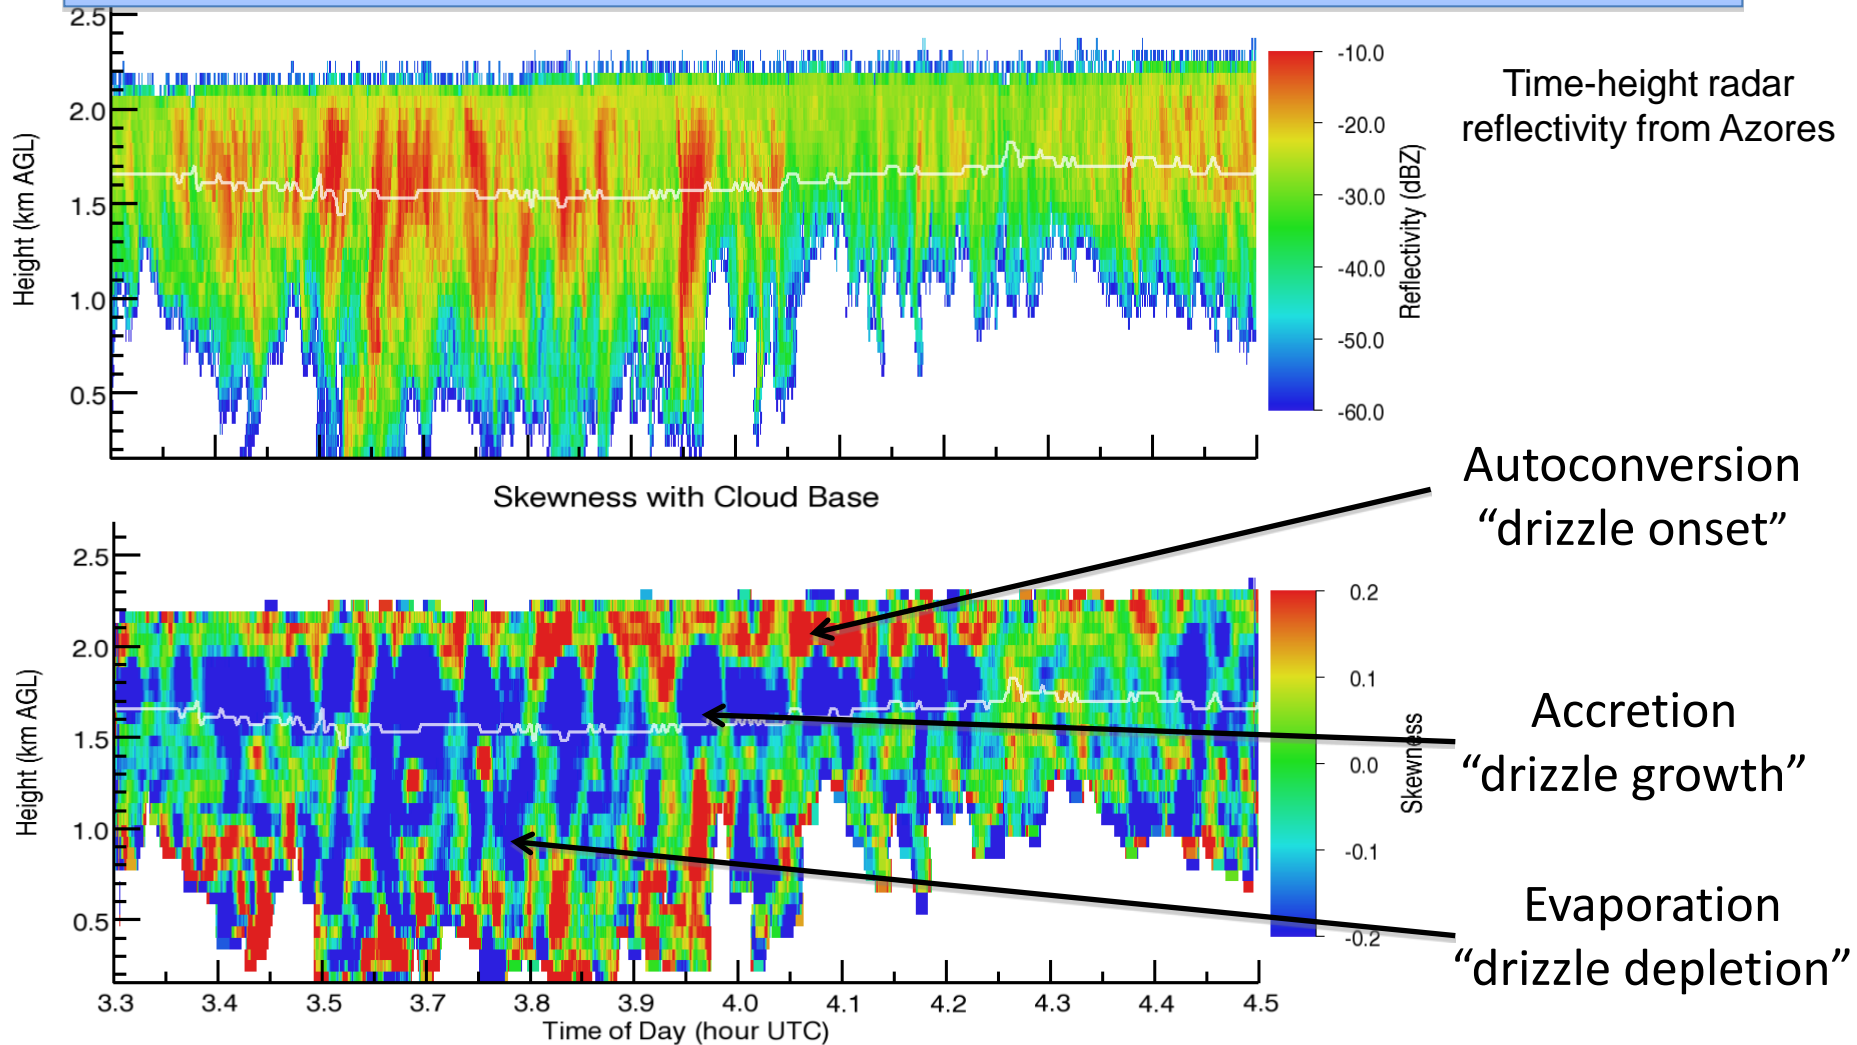 2.5
2.0
1.5
1.0
0.5
Height (km AGL)
-10.0
-20.0
-30.0
-40.0
-50.0
-60.0
Reflectivity (dBZ)
Time-height radar
reflectivity from Azores
Skewness with Cloud Base
2.5
2.0
1.5
1.0
0.5
Height (km AGL)
3.3 3.4 3.5 3.7 3.8 3.9 4.0 4.1 4.2 4.3 4.4 4.5
Time of Day (hour UTC)
0.2
0.1
0.0
-0.1
-0.2
Skewness
Autoconversion
“drizzle onset”
Accretion
“drizzle growth”
Evaporation
“drizzle depletion”